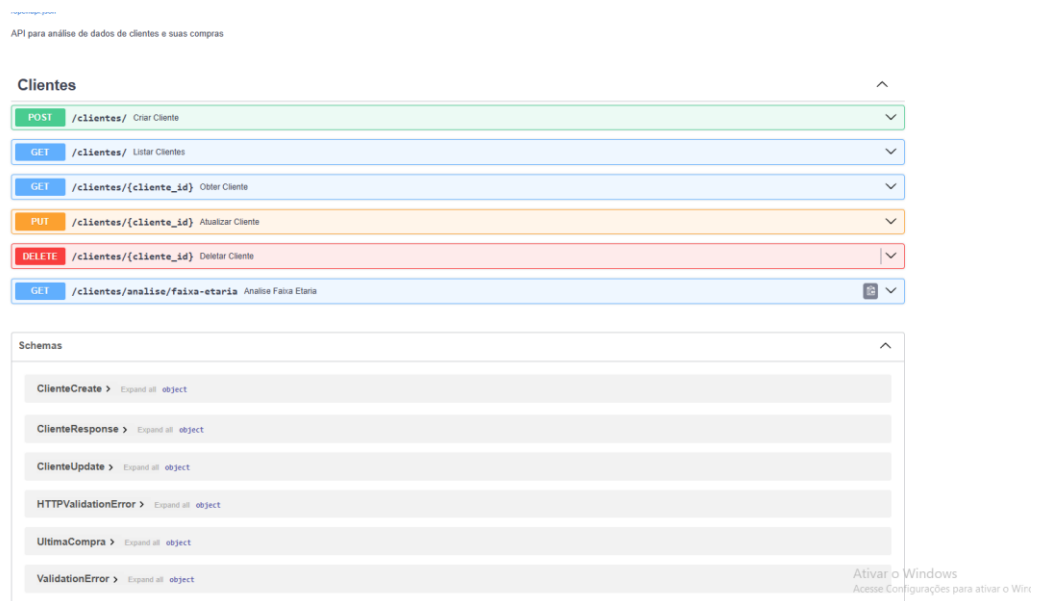 API para análise de dados de clientes e suas compras
Clientes
POST /clientes/ Criar Cliente
GET /clientes/ Listar Clientes
GET /clientes/{cliente_id} Obter Cliente
PUT /clientes/{cliente_id} Atualizar Cliente
DELETE /clientes/{cliente_id} Deletar Cliente
GET /clientes/analise/faixa-etaria Analise Faixa Etaria
Schemas
ClienteCreate > Expand all object
ClienteResponse > Expand all object
ClienteUpdate > Expand all object
HTTPValidationError > Expand all object
UltimaCompra > Expand all object
ValidationError > Expand all object
Ativar o Windows
Acesse Configurações para ativar o Win